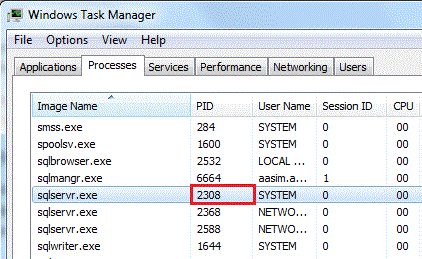 Windows Task Manager
File Options View Help
Applications Processes Services Performance Networking Users
Image Name PID User Name Session ID CPU
smss.exe 284 SYSTEM 0 00
spoolsv.exe 1600 SYSTEM 0 00
sqlbrowser.exe 2532 LOCAL ... 0 00
sqlmangr.exe 6664 aasim.a... 1 00
sqlservr.exe 2308 SYSTEM 0 00
sqlservr.exe 2368 NETWO... 0 00
sqlservr.exe 2588 NETWO... 0 00
sqlwriter.exe 1644 SYSTEM 0 00